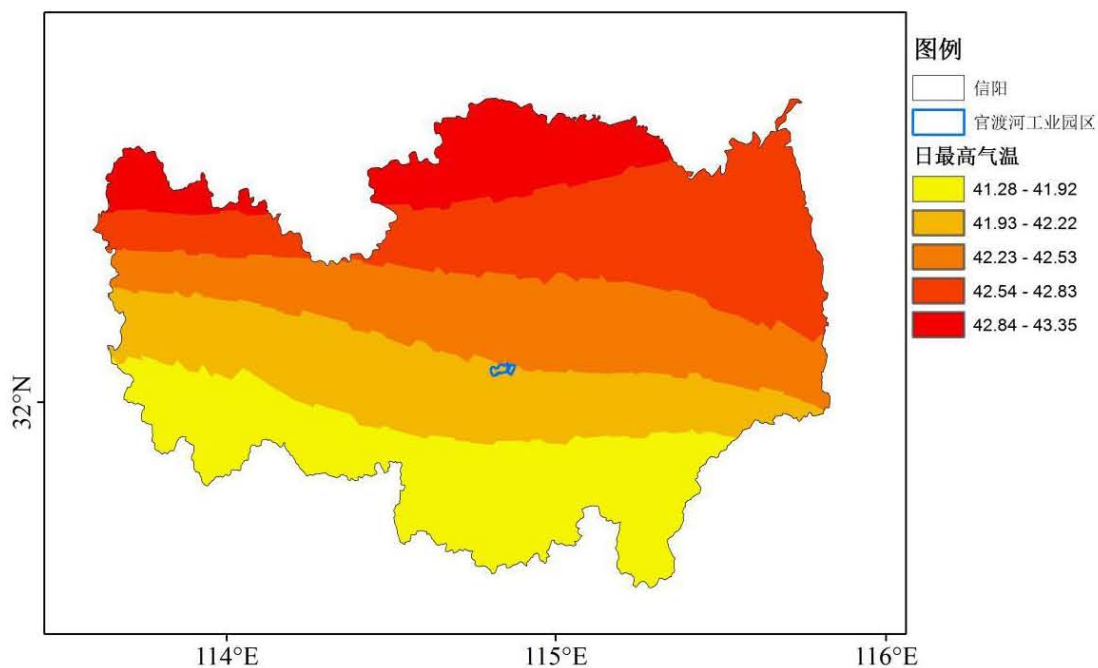 图例
信阳
官渡河工业园区
日最高气温
41.28 - 41.92
41.93 - 42.22
42.23 - 42.53
42.54 - 42.83
42.84 - 43.35
32°N
114°E
115°E
116°E